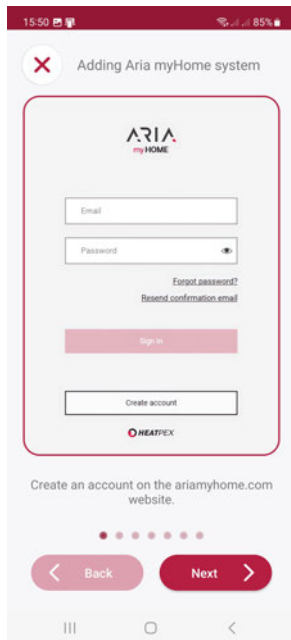 15:50 85%
Adding Aria myHome system
ARIA
myHOME
Email
Password
Forgot password?
Resend confirmation email
Sign in
Create account
HEATPEX
Create an account on the ariamyhome.com
website.
Back Next